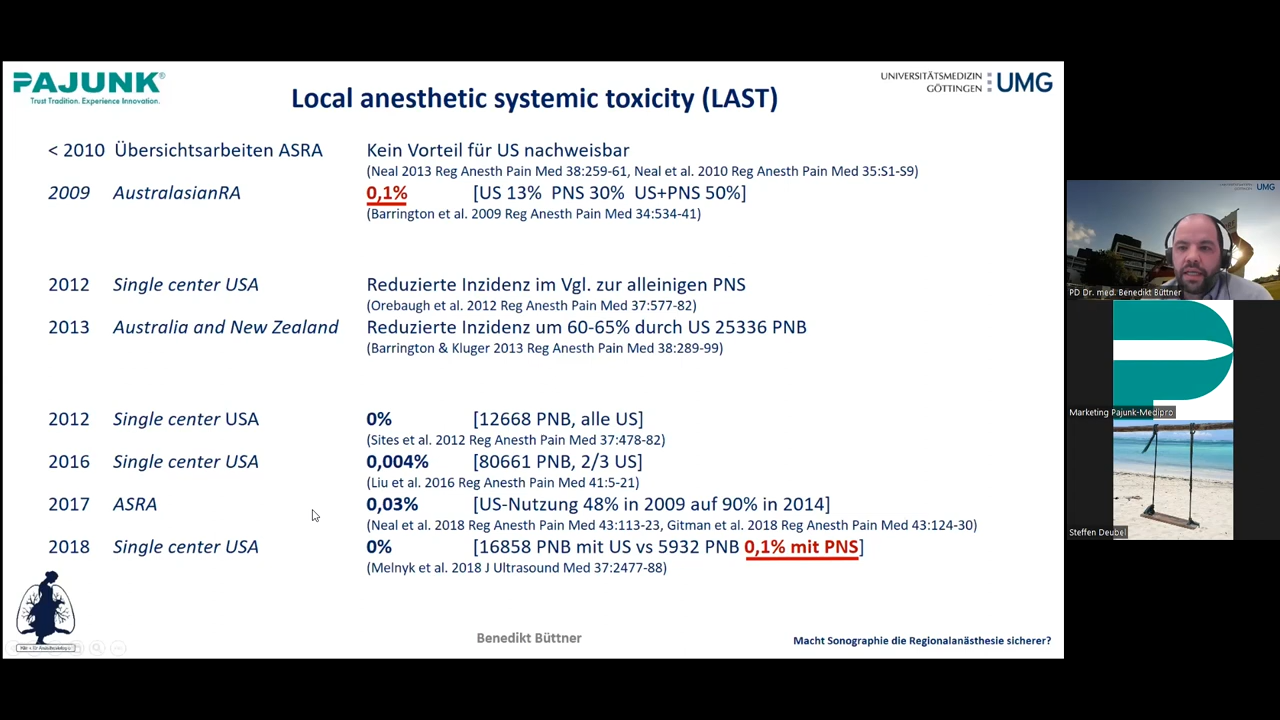 PAJUNK®
Trust Tradition. Experience Innovation.
UNIVERSITÄTSMEDIZIN
GÖTTINGEN
UMG
Local anesthetic systemic toxicity (LAST)
< 2010 Übersichtsarbeiten ASRA Kein Vorteil für US nachweisbar
(Neal 2013 Reg Anesth Pain Med 38:259-61, Neal et al. 2010 Reg Anesth Pain Med 35:S1-S9)
2009 AustralasianRA 0,1% [US 13% PNS 30% US+PNS 50%]
(Barrington et al. 2009 Reg Anesth Pain Med 34:534-41)
2012 Single center USA Reduzierte Inzidenz im Vgl. zur alleinigen PNS
(Orebaugh et al. 2012 Reg Anesth Pain Med 37:577-82)
2013 Australia and New Zealand Reduzierte Inzidenz um 60-65% durch US 25336 PNB
(Barrington & Kluger 2013 Reg Anesth Pain Med 38:289-99)
2012 Single center USA 0% [12668 PNB, alle US]
(Sites et al. 2012 Reg Anesth Pain Med 37:478-82)
2016 Single center USA 0,004% [80661 PNB, 2/3 US]
(Liu et al. 2016 Reg Anesth Pain Med 41:5-21)
2017 ASRA 0,03% [US-Nutzung 48% in 2009 auf 90% in 2014]
(Neal et al. 2018 Reg Anesth Pain Med 43:113-23, Gitman et al. 2018 Reg Anesth Pain Med 43:124-30)
2018 Single center USA 0% [16858 PNB mit US vs 5932 PNB 0,1% mit PNS]
(Melnyk et al. 2018 J Ultrasound Med 37:2477-88)
Benedikt Büttner
Macht Sonographie die Regionalanästhesie sicherer?
UMG
PD Dr. med. Benedikt Büttner
Marketing Pajunk-Medipro
Steffen Deubel